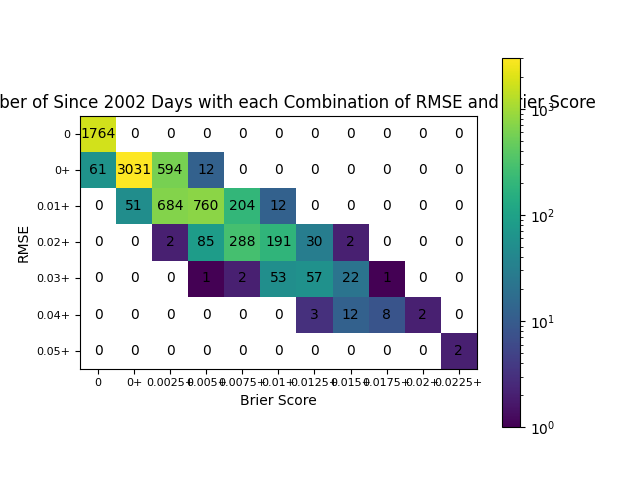 ber of Since 2002 Days with each Combination of RMSE and Brier Score
RMSE
0 1764 0 0 0 0 0 0 0 0 0 0
0+ 61 3031 594 12 0 0 0 0 0 0 0
0.01+ 0 51 684 760 204 12 0 0 0 0 0
0.02+ 0 0 2 85 288 191 30 2 0 0 0
0.03+ 0 0 0 1 2 53 57 22 1 0 0
0.04+ 0 0 0 0 0 0 3 12 8 2 0
0.05+ 0 0 0 0 0 0 0 0 0 0 2
0 0+ 0.0025+ 0.005+ 0.0075+ 0.01+ 0.0125+ 0.015+ 0.0175+ 0.02+ 0.0225+
Brier Score
10³
10²
10¹
10⁰